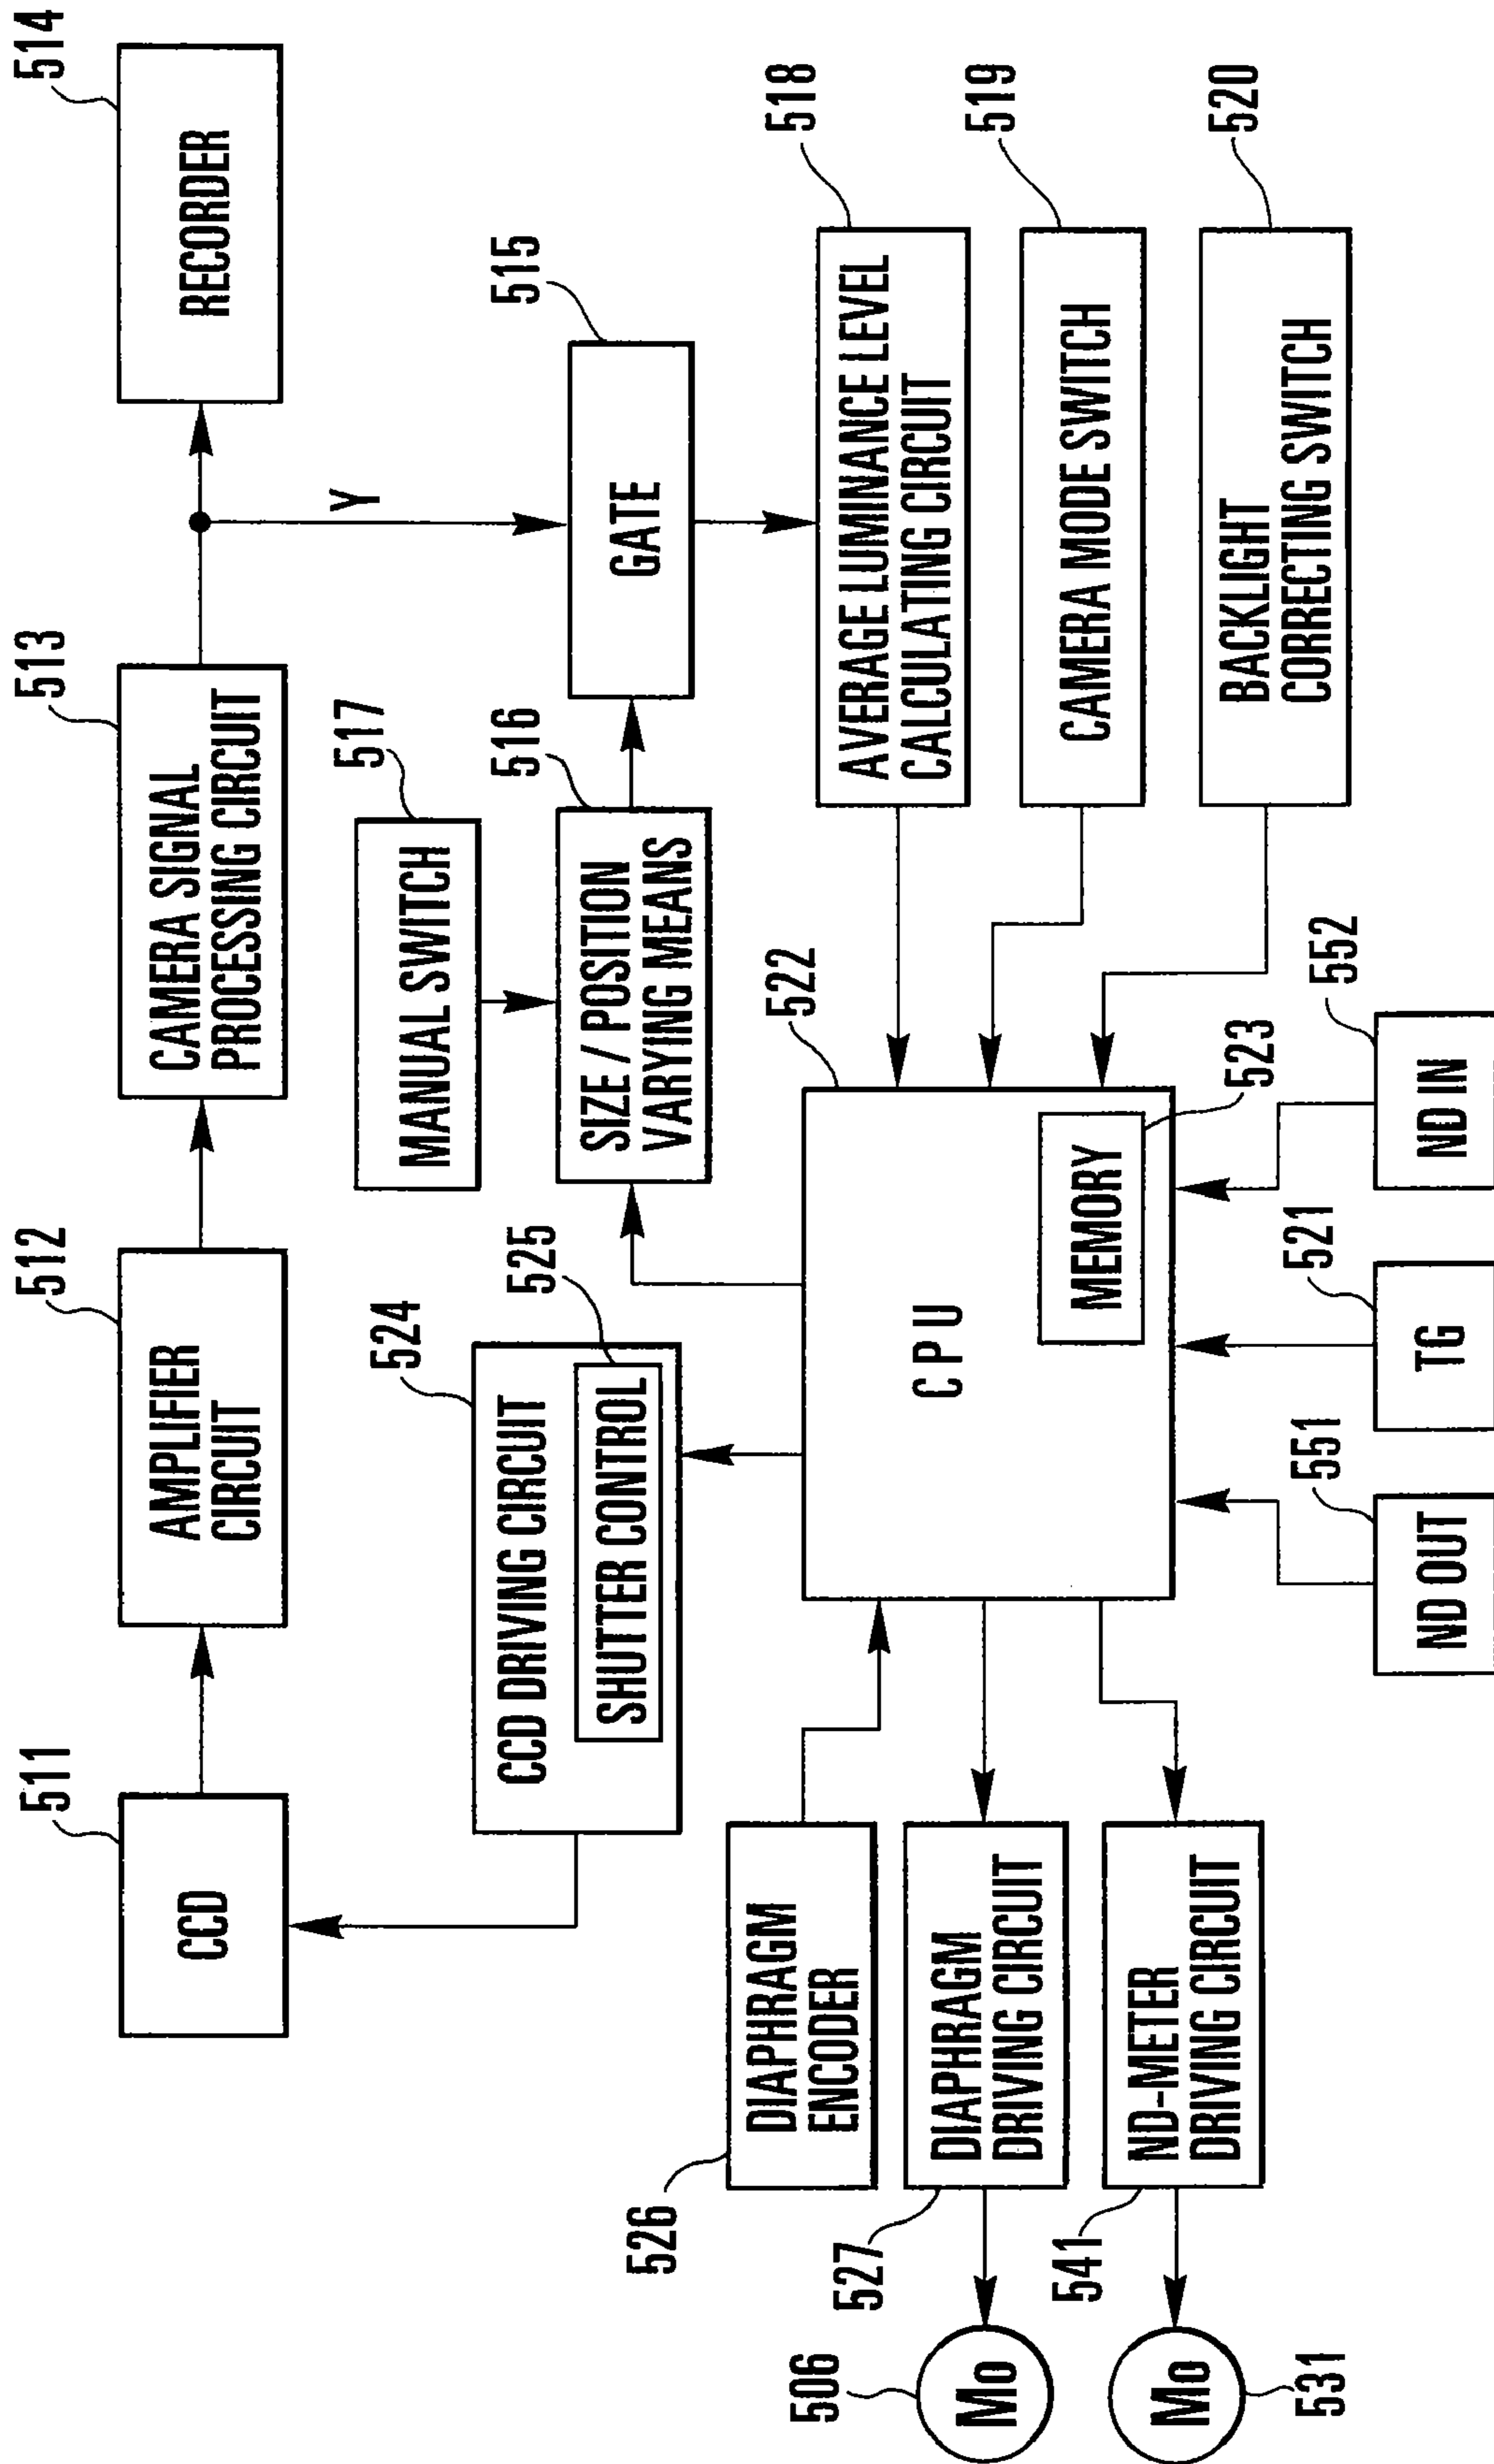 511
CCD
512
AMPLIFIER
CIRCUIT
513
CAMERA SIGNAL
PROCESSING CIRCUIT
514
RECORDER
Y
517
MANUAL SWITCH
524
CCD DRIVING CIRCUIT
525
SHUTTER CONTROL
516
SIZE / POSITION
VARYING MEANS
515
GATE
526
DIAPHRAGM
ENCODER
522
CPU
523
MEMORY
518
AVERAGE LUMINANCE LEVEL
CALCULATING CIRCUIT
506
Mo
527
DIAPHRAGM
DRIVING CIRCUIT
519
CAMERA MODE SWITCH
531
Mo
541
ND-METER
DRIVING CIRCUIT
520
BACKLIGHT
CORRECTING SWITCH
551
ND OUT
521
TG
552
ND IN